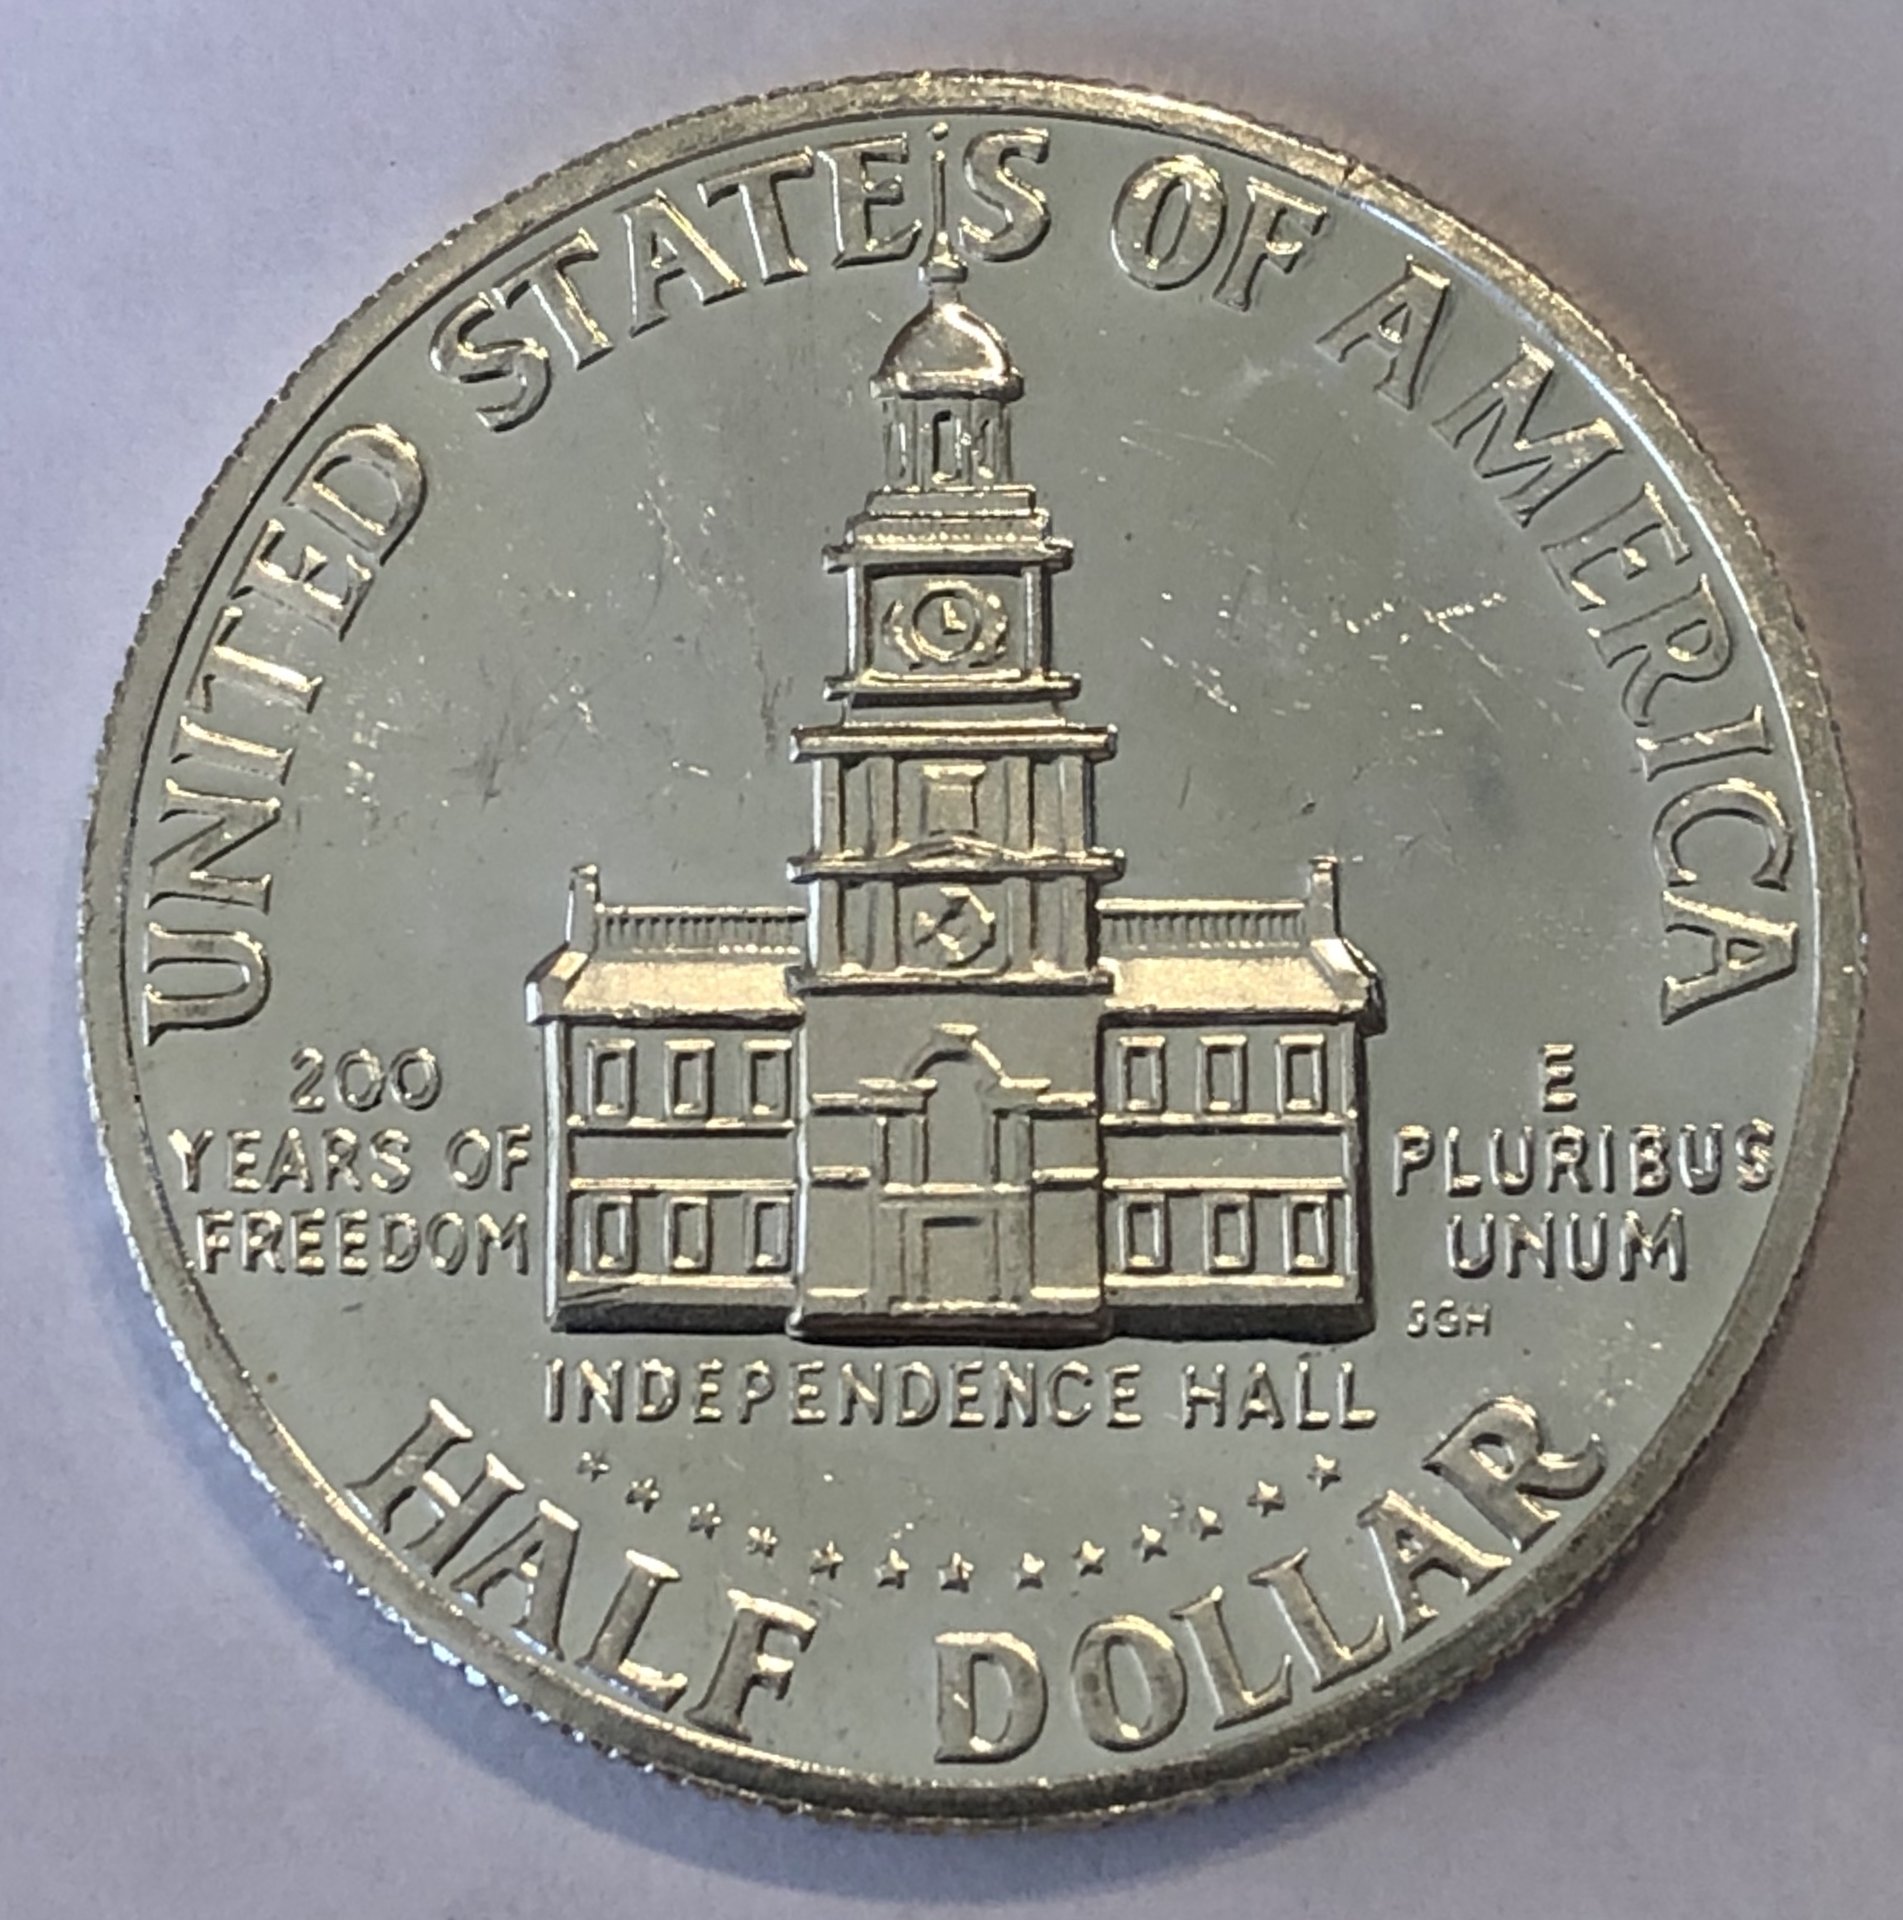 UNITED STATES OF AMERICA
200
YEARS OF
FREEDOM
E
PLURIBUS
UNUM
SGH
INDEPENDENCE HALL
HALF DOLLAR